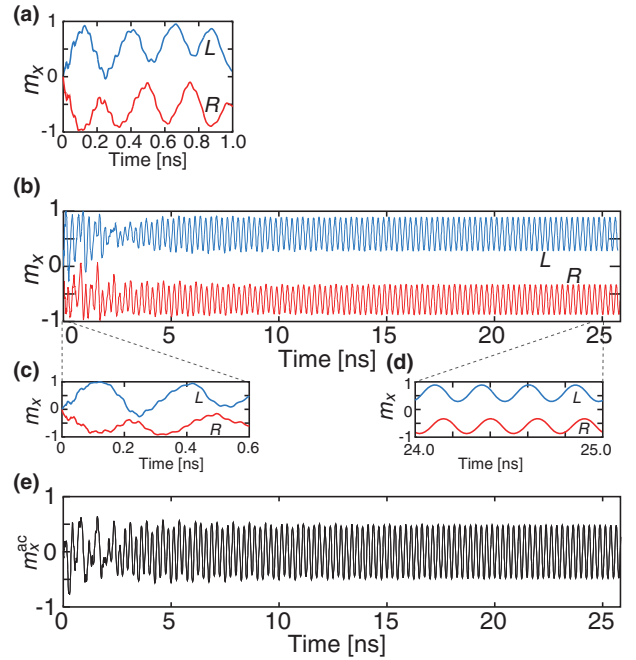 (a)
1
m_x
0
-1
L
R
0 0.2 0.4 0.6 0.8 1.0
Time [ns]
(b)
1
m_x
0
-1
L
R
0 5 10 15 20 25
Time [ns]
(c)
1
m_x
0
-1
L
R
0 0.2 0.4 0.6
Time [ns]
(d)
1
m_x
0
-1
L
R
24.0 25.0
Time [ns]
(e)
1
m_x^ac
0
-1
0 5 10 15 20 25
Time [ns]